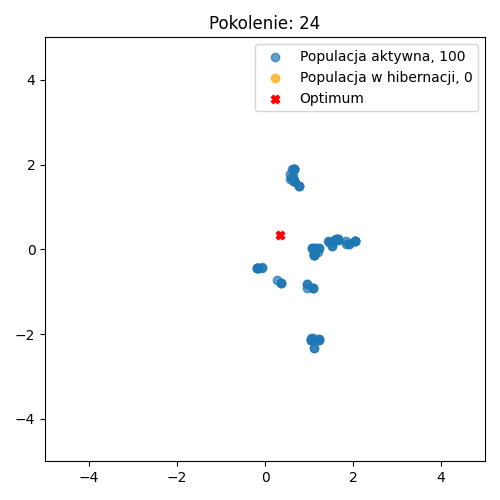 Pokolenie: 24
Populacja aktywna, 100
Populacja w hibernacji, 0
Optimum
4
2
0
−2
−4
−4 −2 0 2 4